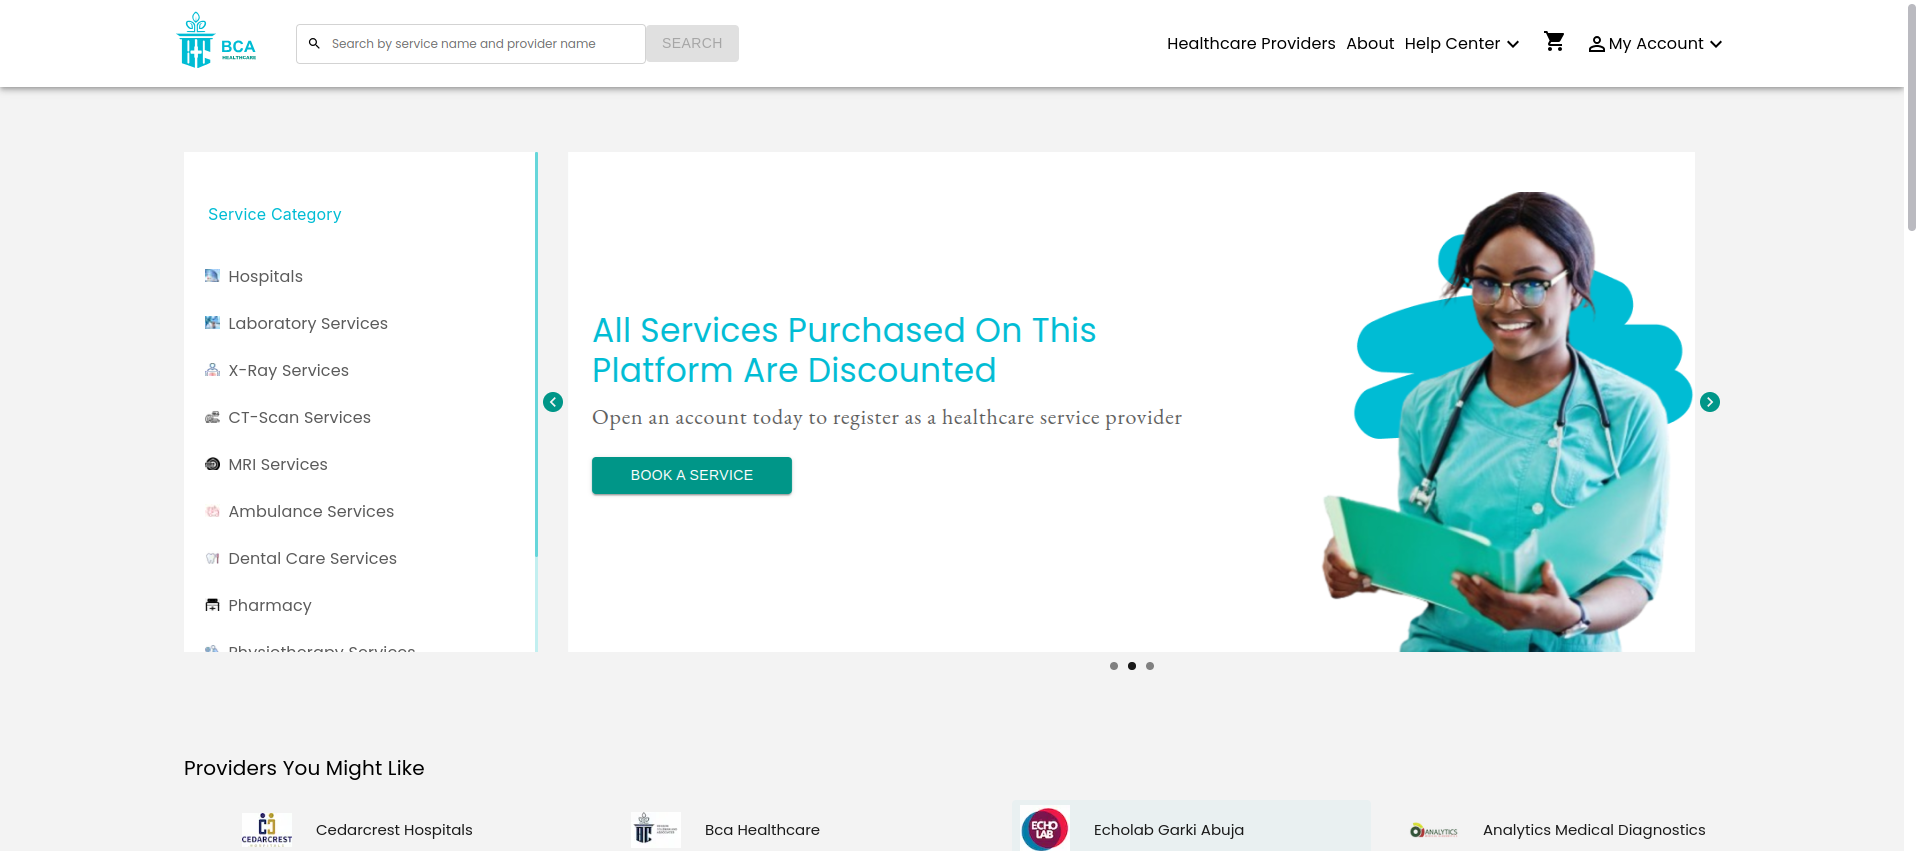 BCA
HEALTHCARE
Search by service name and provider name
SEARCH
Healthcare Providers
About
Help Center
My Account
Service Category
Hospitals
Laboratory Services
X-Ray Services
CT-Scan Services
MRI Services
Ambulance Services
Dental Care Services
Pharmacy
Physiotherapy Services
All Services Purchased On This
Platform Are Discounted
Open an account today to register as a healthcare service provider
BOOK A SERVICE
Providers You Might Like
CEDARCREST
HOSPITALS
Cedarcrest Hospitals
Bca Healthcare
ECHO
LAB
Echolab Garki Abuja
ANALYTICS
Analytics Medical Diagnostics